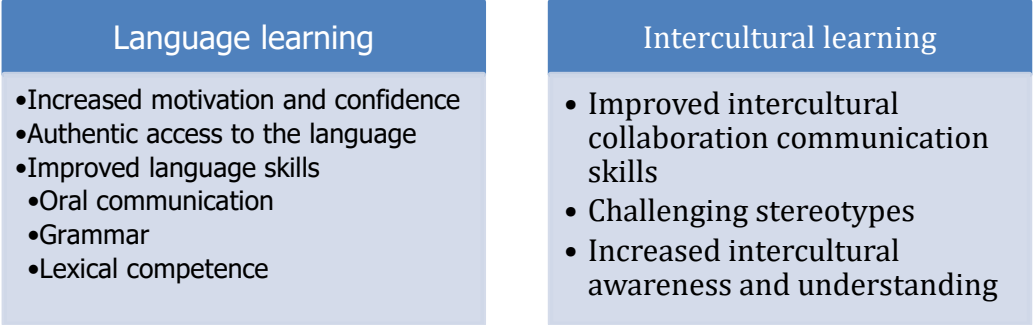 Language learning
•Increased motivation and confidence
•Authentic access to the language
•Improved language skills
•Oral communication
•Grammar
•Lexical competence
Intercultural learning
• Improved intercultural
collaboration communication
skills
• Challenging stereotypes
• Increased intercultural
awareness and understanding